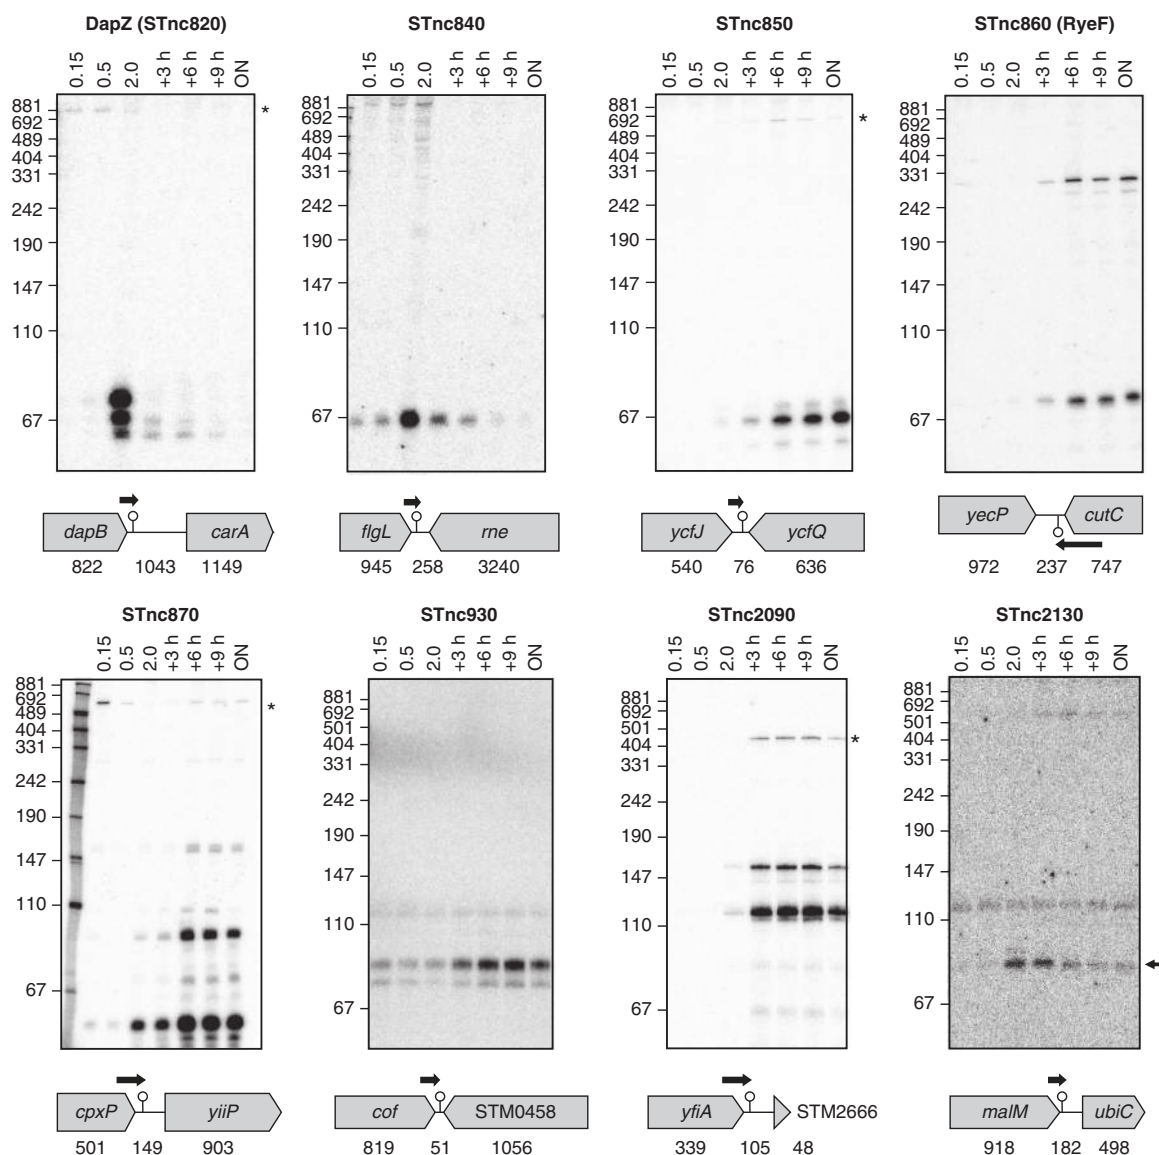 DapZ (STnc820)
0.15 0.5 2.0 +3 h +6 h +9 h ON
881
692
489
404
331
242
190
147
110
67
*
dapB carA
822 1043 1149
STnc840
0.15 0.5 2.0 +3 h +6 h +9 h ON
881
692
489
404
331
242
190
147
110
67
flgL rne
945 258 3240
STnc850
0.15 0.5 2.0 +3 h +6 h +9 h ON
881
692
489
404
331
242
190
147
110
67
*
ycfJ ycfQ
540 76 636
STnc860 (RyeF)
0.15 0.5 2.0 +3 h +6 h +9 h ON
881
692
489
404
331
242
190
147
110
67
yecP cutC
972 237 747
STnc870
0.15 0.5 2.0 +3 h +6 h +9 h ON
881
692
489
404
331
242
190
147
110
67
*
cpxP yiiP
501 149 903
STnc930
0.15 0.5 2.0 +3 h +6 h +9 h ON
881
692
501
404
331
242
190
147
110
67
cof STM0458
819 51 1056
STnc2090
0.15 0.5 2.0 +3 h +6 h +9 h ON
881
692
501
404
331
242
190
147
110
67
*
yfiA STM2666
339 105 48
STnc2130
0.15 0.5 2.0 +3 h +6 h +9 h ON
881
692
501
404
331
242
190
147
110
67
malM ubiC
918 182 498